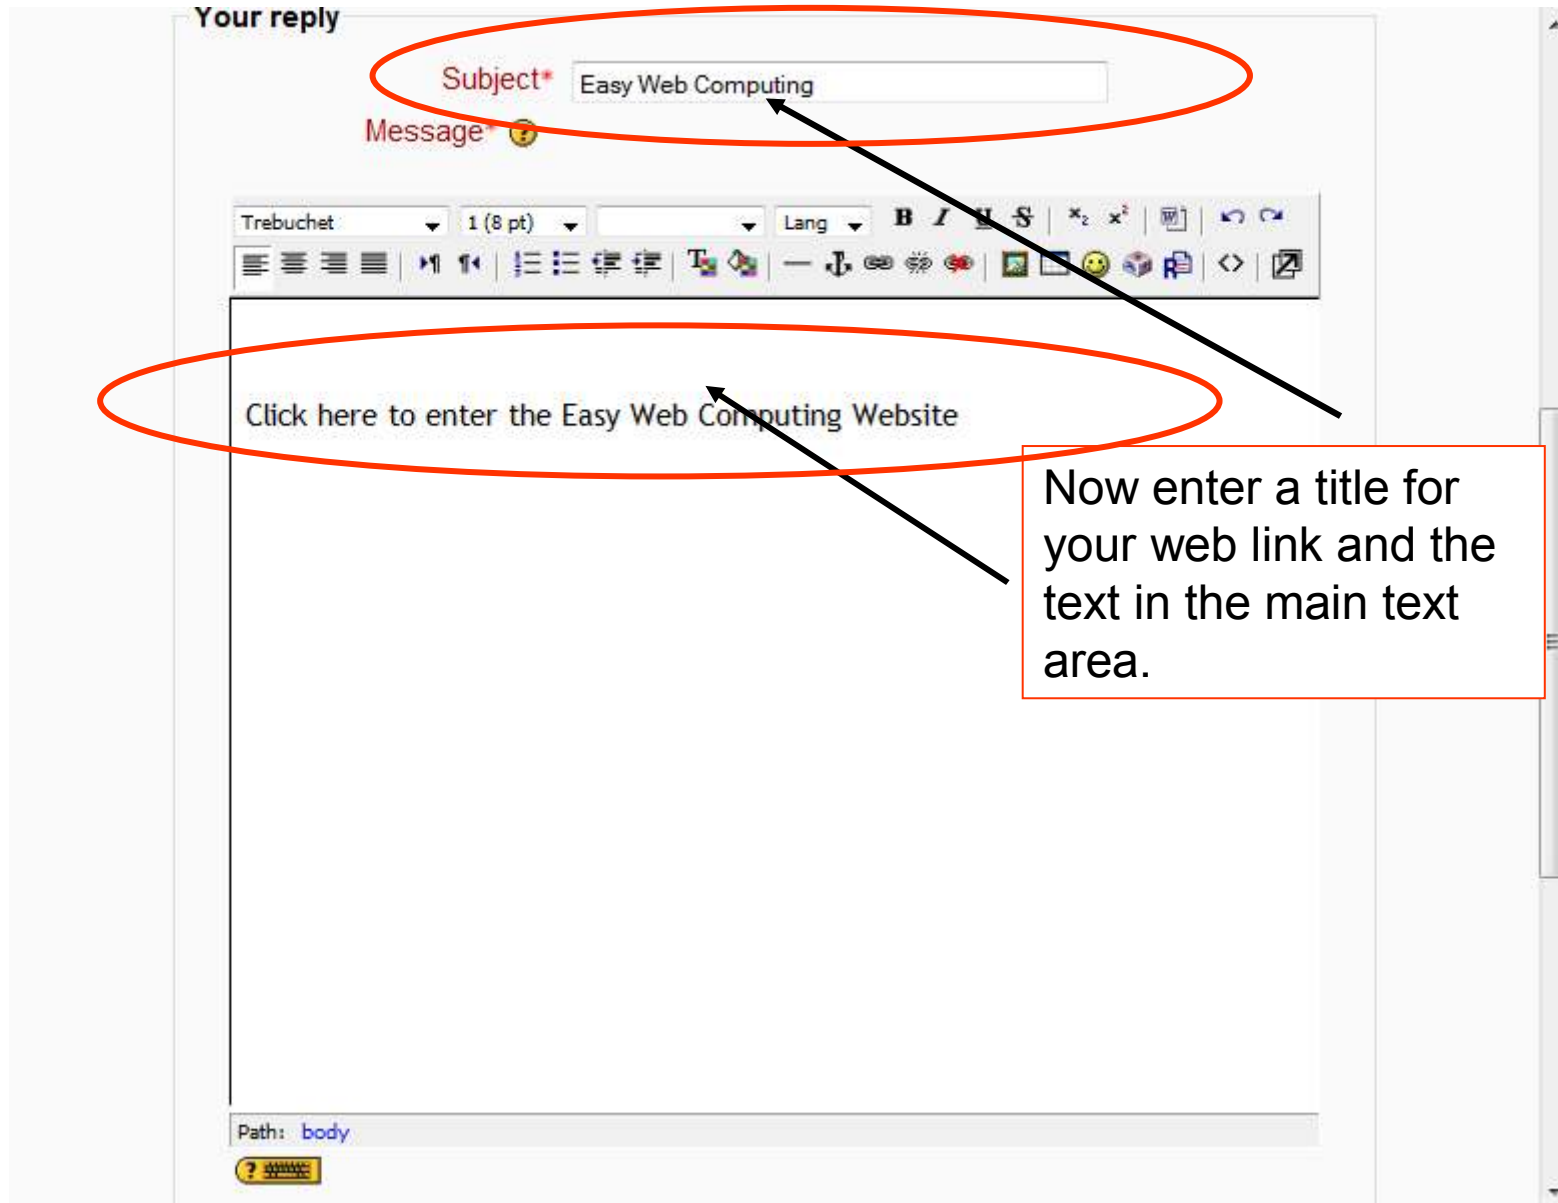 Your reply
Subject* Easy Web Computing
Message*
Trebuchet 1 (8 pt) Lang B I U S x₂ x²
Click here to enter the Easy Web Computing Website
Now enter a title for
your web link and the
text in the main text
area.
Path: body